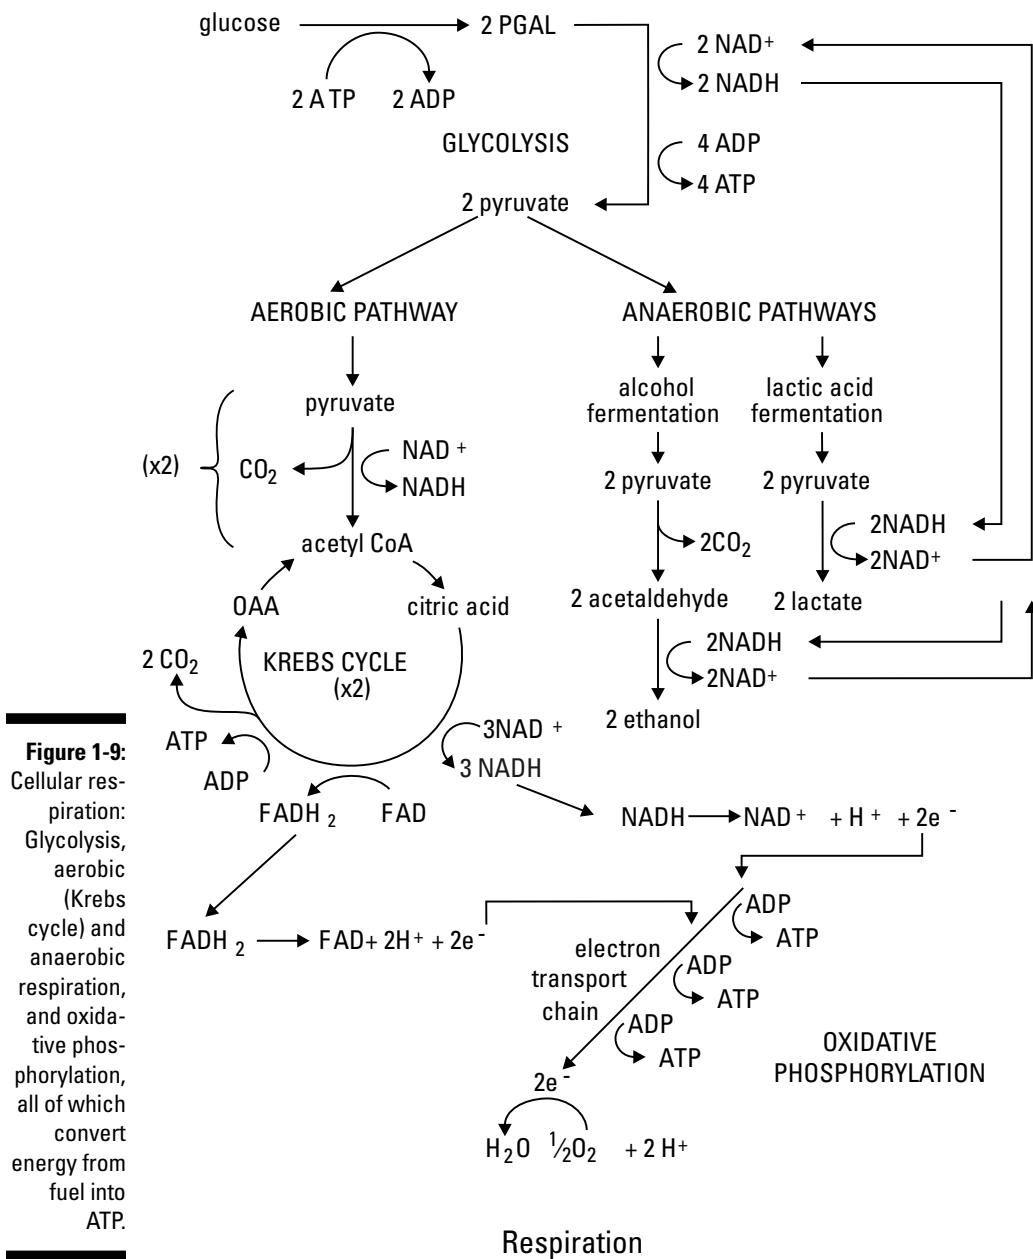 glucose 2 PGAL
2 NAD+
2 NADH
2 A TP 2 ADP
GLYCOLYSIS
4 ADP
4 ATP
2 pyruvate
AEROBIC PATHWAY ANAEROBIC PATHWAYS
pyruvate
(x2)
CO2
NAD +
NADH
acetyl CoA
OAA
citric acid
KREBS CYCLE
(x2)
2 CO2
ATP
ADP
3NAD +
3 NADH
FADH 2 FAD
alcohol
fermentation
2 pyruvate
2CO2
2 acetaldehyde
2NADH
2NAD+
2 ethanol
lactic acid
fermentation
2 pyruvate
2NADH
2NAD+
2 lactate
NADH NAD + + H + + 2e -
FADH 2 FAD+ 2H+ + 2e-
electron
transport
chain
ADP
ATP
ADP
ATP
ADP
ATP
OXIDATIVE
PHOSPHORYLATION
2e-
H2O ½O2 + 2 H+
Respiration
Figure 1-9:
Cellular res-
piration:
Glycolysis,
aerobic
(Krebs
cycle) and
anaerobic
respiration,
and oxida-
tive phos-
phorylation,
all of which
convert
energy from
fuel into
ATP.